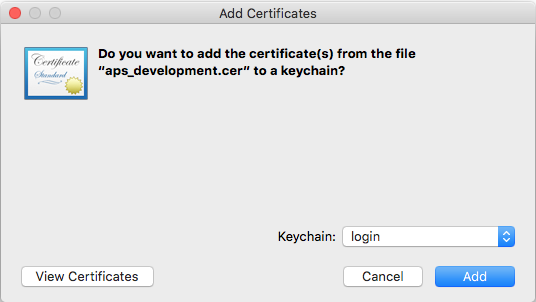 Add Certificates
Certificate
Standard
Do you want to add the certificate(s) from the file
“aps_development.cer” to a keychain?
Keychain: login
View Certificates Cancel Add